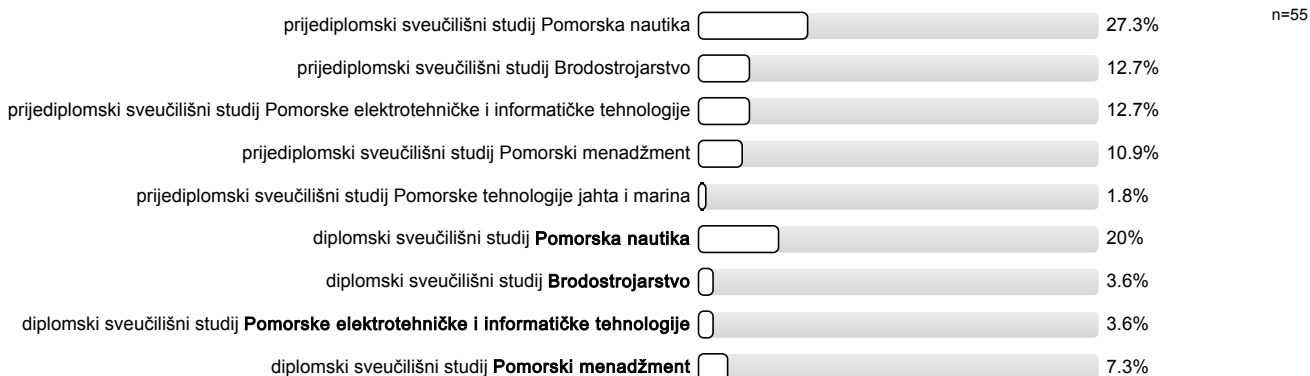 prijediplomski sveučilišni studij Pomorska nautika 27.3% n=55
prijediplomski sveučilišni studij Brodostrojarstvo 12.7%
prijediplomski sveučilišni studij Pomorske elektrotehničke i informatičke tehnologije 12.7%
prijediplomski sveučilišni studij Pomorski menadžment 10.9%
prijediplomski sveučilišni studij Pomorske tehnologije jahta i marina 1.8%
diplomski sveučilišni studij Pomorska nautika 20%
diplomski sveučilišni studij Brodostrojarstvo 3.6%
diplomski sveučilišni studij Pomorske elektrotehničke i informatičke tehnologije 3.6%
diplomski sveučilišni studij Pomorski menadžment 7.3%